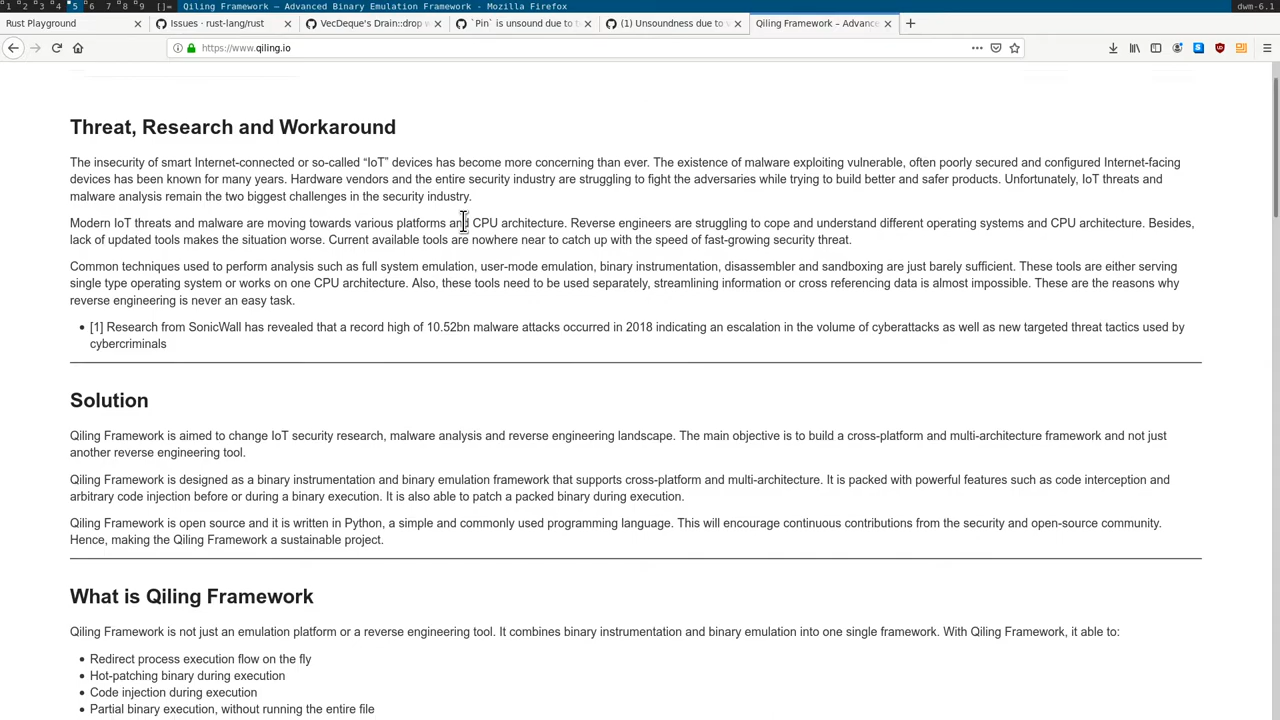 1 2 3 4 5 6 7 8 9 []= Qiling Framework — Advanced Binary Emulation Framework - Mozilla Firefox dwm-6.1
Rust Playground × Issues · rust-lang/rust × VecDeque's Drain::drop w × `Pin` is unsound due to t × (1) Unsoundness due to v × Qiling Framework – Advance ×
https://www.qiling.io
Threat, Research and Workaround
The insecurity of smart Internet-connected or so-called “IoT” devices has become more concerning than ever. The existence of malware exploiting vulnerable, often poorly secured and configured Internet-facing
devices has been known for many years. Hardware vendors and the entire security industry are struggling to fight the adversaries while trying to build better and safer products. Unfortunately, IoT threats and
malware analysis remain the two biggest challenges in the security industry.
Modern IoT threats and malware are moving towards various platforms and CPU architecture. Reverse engineers are struggling to cope and understand different operating systems and CPU architecture. Besides,
lack of updated tools makes the situation worse. Current available tools are nowhere near to catch up with the speed of fast-growing security threat.
Common techniques used to perform analysis such as full system emulation, user-mode emulation, binary instrumentation, disassembler and sandboxing are just barely sufficient. These tools are either serving
single type operating system or works on one CPU architecture. Also, these tools need to be used separately, streamlining information or cross referencing data is almost impossible. These are the reasons why
reverse engineering is never an easy task.
• [1] Research from SonicWall has revealed that a record high of 10.52bn malware attacks occurred in 2018 indicating an escalation in the volume of cyberattacks as well as new targeted threat tactics used by
cybercriminals
Solution
Qiling Framework is aimed to change IoT security research, malware analysis and reverse engineering landscape. The main objective is to build a cross-platform and multi-architecture framework and not just
another reverse engineering tool.
Qiling Framework is designed as a binary instrumentation and binary emulation framework that supports cross-platform and multi-architecture. It is packed with powerful features such as code interception and
arbitrary code injection before or during a binary execution. It is also able to patch a packed binary during execution.
Qiling Framework is open source and it is written in Python, a simple and commonly used programming language. This will encourage continuous contributions from the security and open-source community.
Hence, making the Qiling Framework a sustainable project.
What is Qiling Framework
Qiling Framework is not just an emulation platform or a reverse engineering tool. It combines binary instrumentation and binary emulation into one single framework. With Qiling Framework, it able to:
• Redirect process execution flow on the fly
• Hot-patching binary during execution
• Code injection during execution
• Partial binary execution, without running the entire file